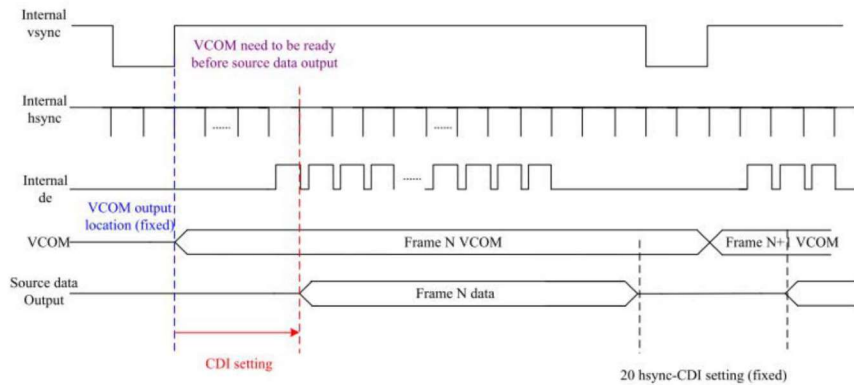 Internal
vsync
VCOM need to be ready
before source data output
Internal
hsync
......
......
Internal
de
......
VCOM output
location (fixed)
VCOM
Frame N VCOM
Frame N+1 VCOM
Source data
Output
Frame N data
CDI setting
20 hsync-CDI setting (fixed)